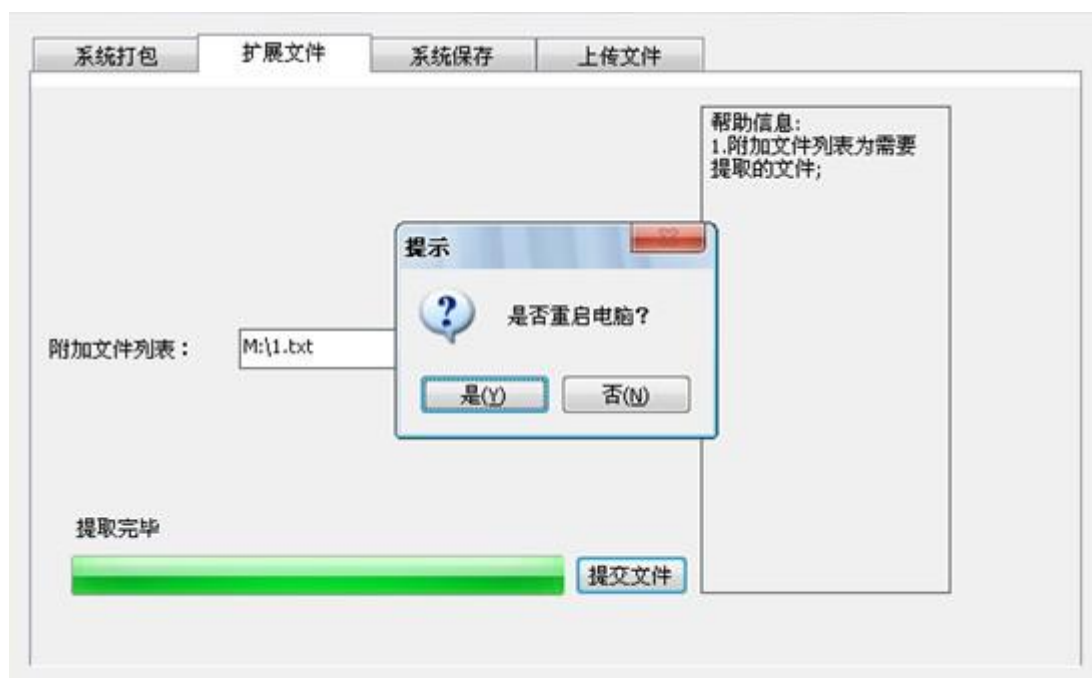 系统打包 扩展文件 系统保存 上传文件
帮助信息:
1.附加文件列表为需要
提取的文件;
提示
是否重启电脑?
附加文件列表： M:\1.txt
是(Y) 否(N)
提取完毕
提交文件